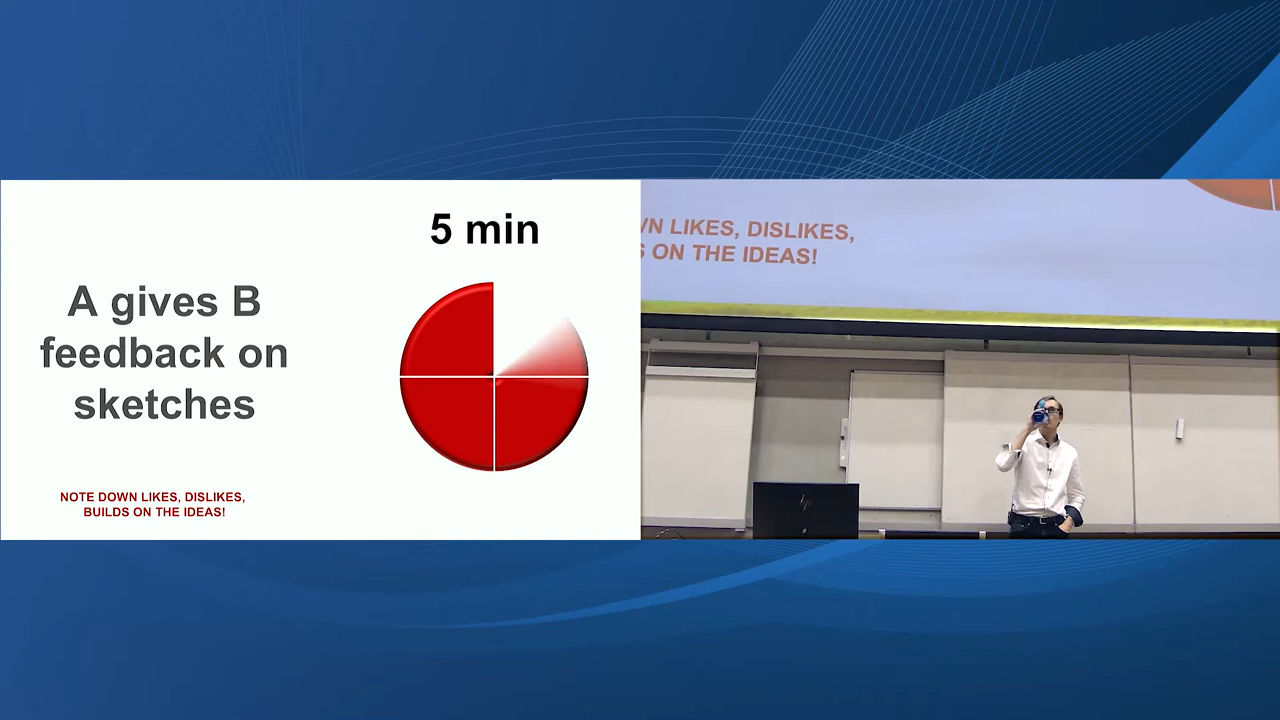 5 min
A gives B
feedback on
sketches
NOTE DOWN LIKES, DISLIKES,
BUILDS ON THE IDEAS!
LIKES, DISLIKES,
ON THE IDEAS!
hp